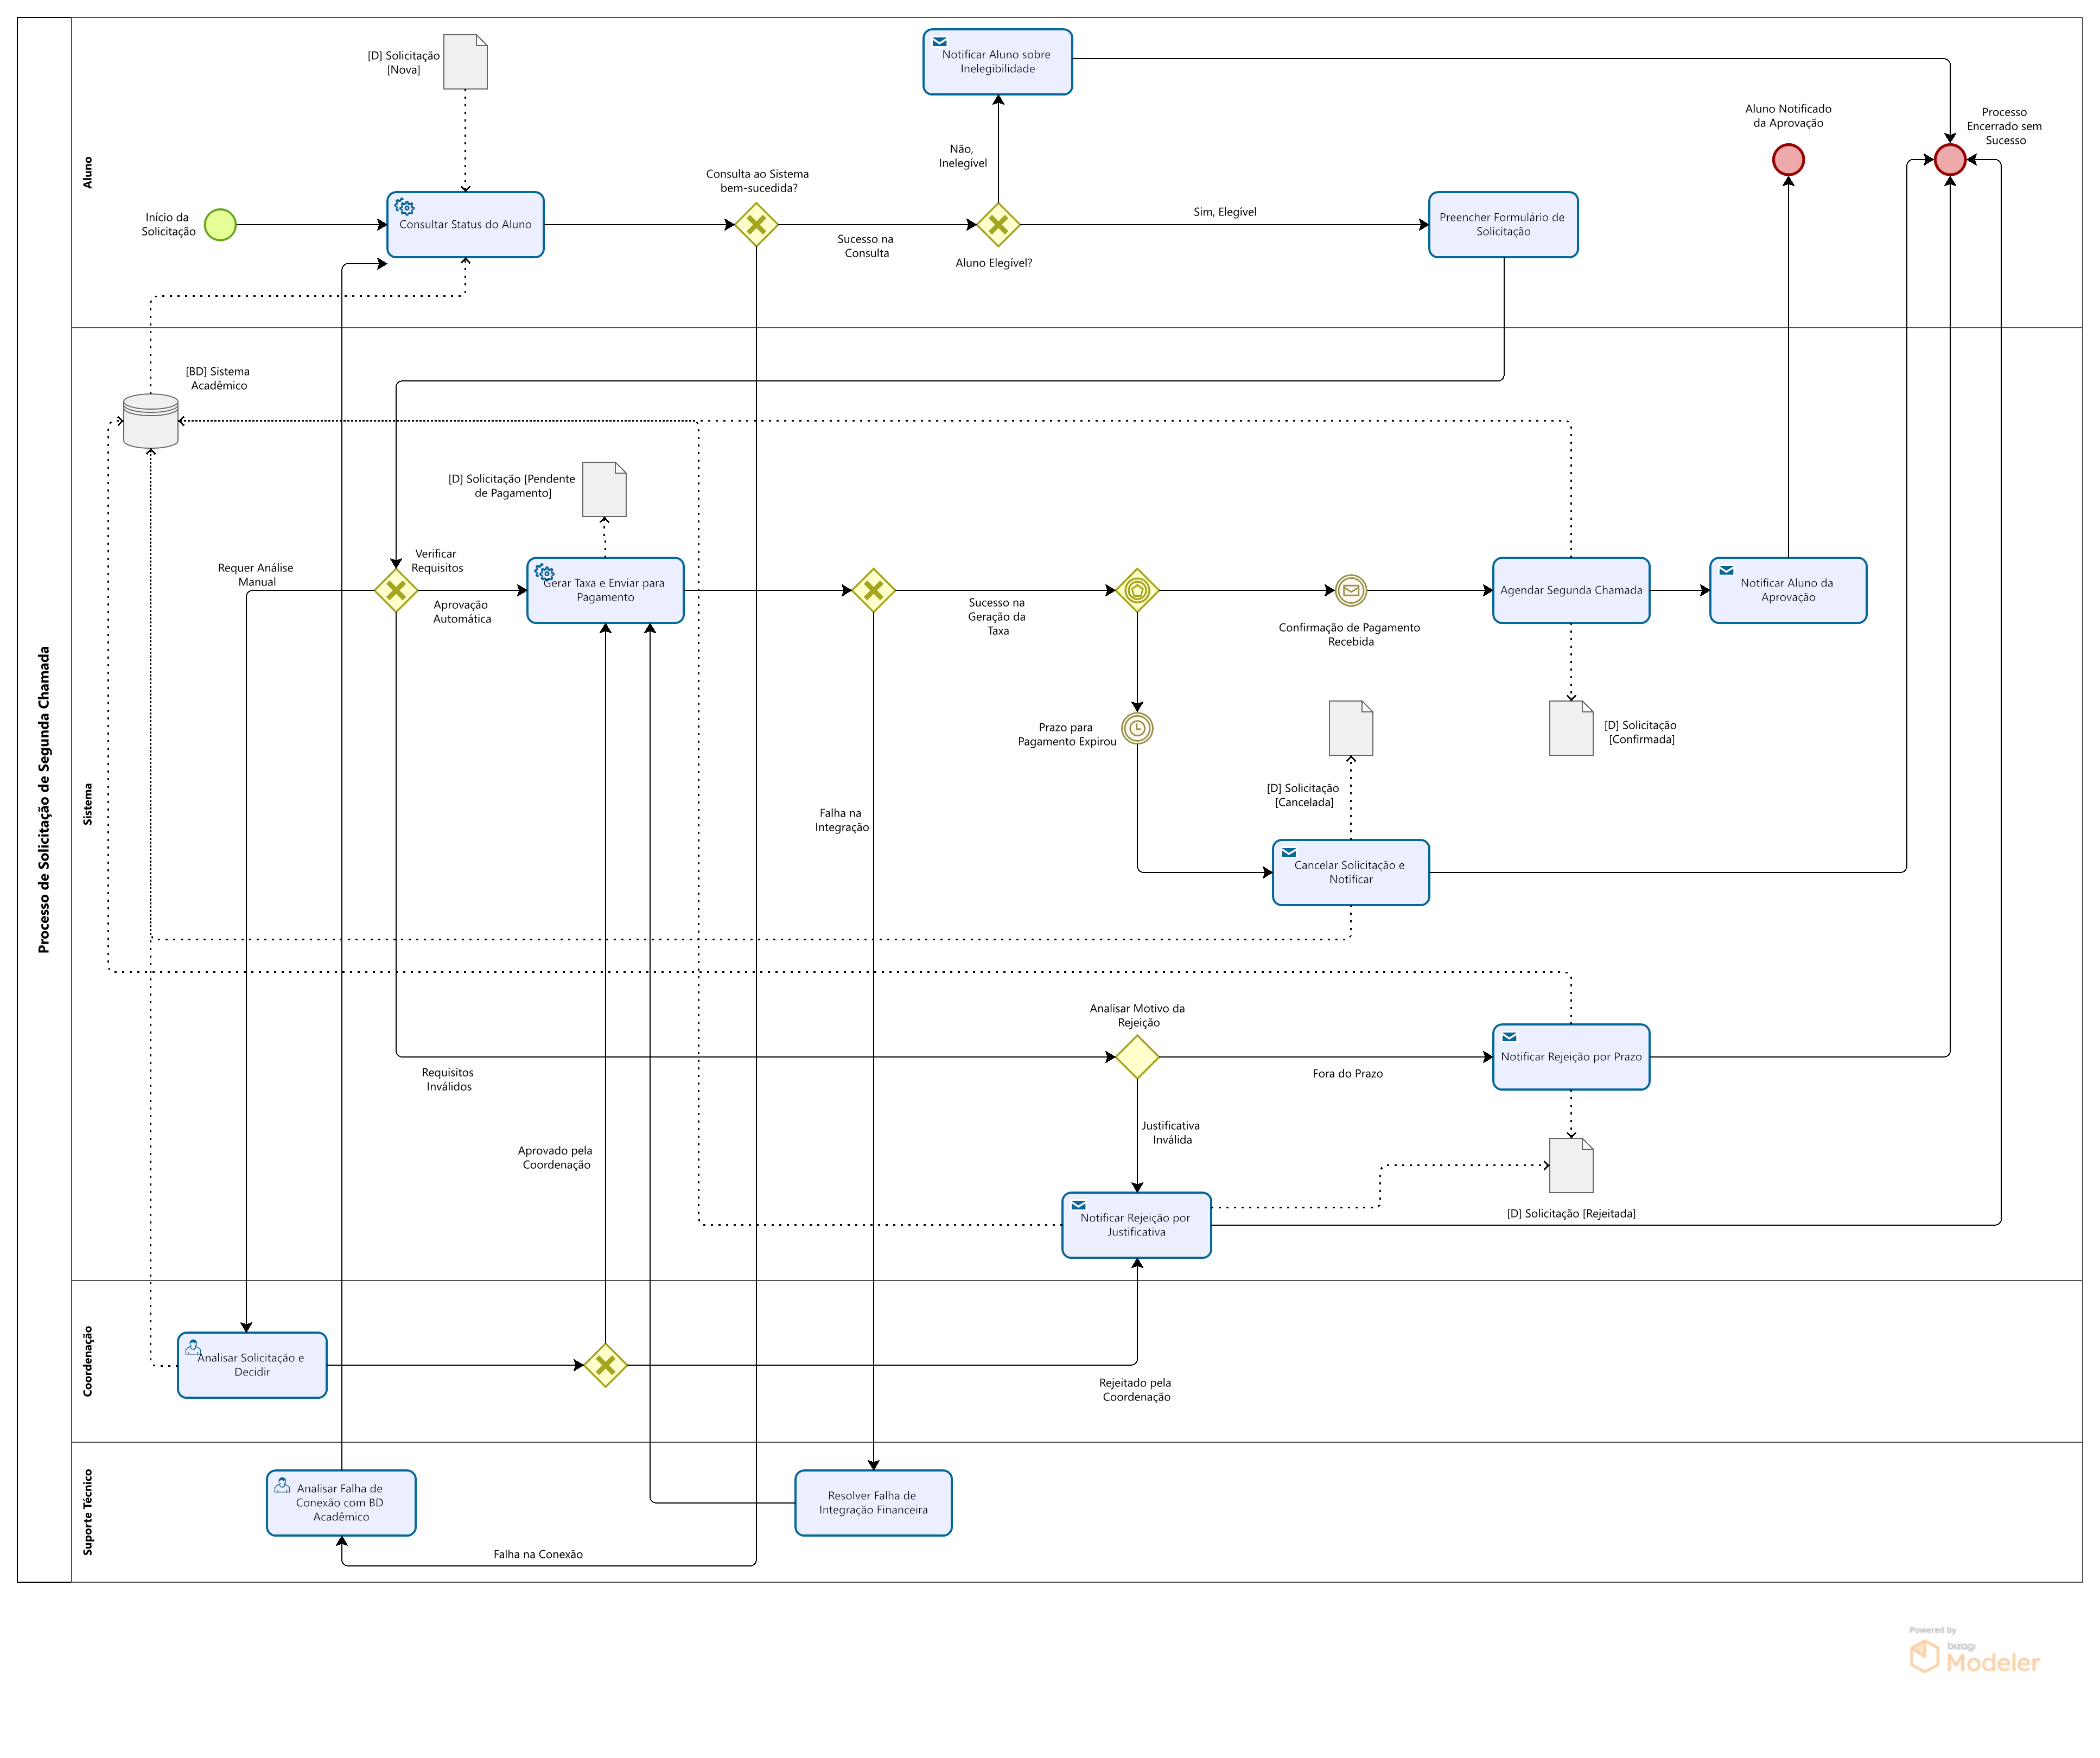 Processo de Solicitação de Segunda Chamada
Aluno
[D] Solicitação
[Nova]
Notificar Aluno sobre
Inelegibilidade
Aluno Notificado
da Aprovação
Processo
Encerrado sem
Sucesso
Não,
Inelegível
Consulta ao Sistema
bem-sucedida?
Início da
Solicitação
Consultar Status do Aluno
Sucesso na
Consulta
Aluno Elegível?
Sim, Elegível
Preencher Formulário de
Solicitação
Sistema
[BD] Sistema
Acadêmico
[D] Solicitação [Pendente
de Pagamento]
Requer Análise
Manual
Verificar
Requisitos
Aprovação
Automática
Gerar Taxa e Enviar para
Pagamento
Sucesso na
Geração da
Taxa
Confirmação de Pagamento
Recebida
Agendar Segunda Chamada
Notificar Aluno da
Aprovação
Prazo para
Pagamento Expirou
[D] Solicitação
[Confirmada]
[D] Solicitação
[Cancelada]
Falha na
Integração
Cancelar Solicitação e
Notificar
Analisar Motivo da
Rejeição
Requisitos
Inválidos
Fora do Prazo
Notificar Rejeição por Prazo
Justificativa
Inválida
Aprovado pela
Coordenação
Notificar Rejeição por
Justificativa
[D] Solicitação [Rejeitada]
Coordenação
Analisar Solicitação e
Decidir
Rejeitado pela
Coordenação
Suporte Técnico
Analisar Falha de
Conexão com BD
Acadêmico
Resolver Falha de
Integração Financeira
Falha na Conexão
Powered by
bizagi
Modeler